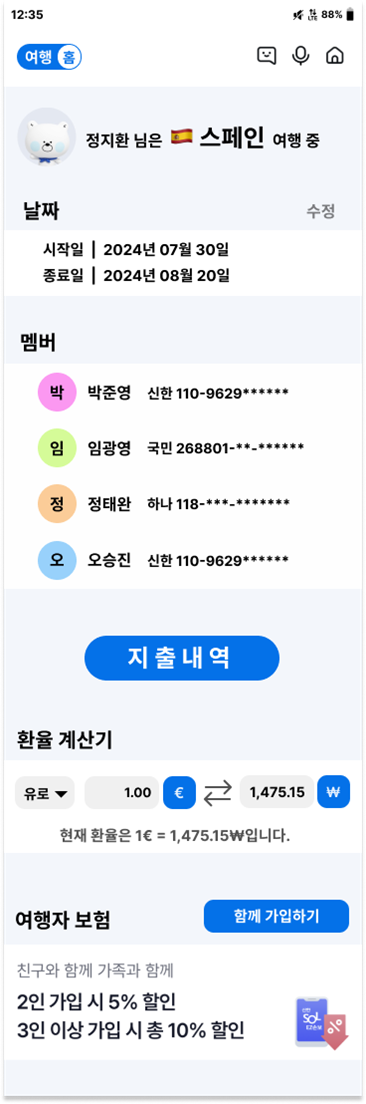 12:35 LTE 88%
여행 홈
정지환 님은 🇪🇸 스페인 여행 중
날짜 수정
시작일 | 2024년 07월 30일
종료일 | 2024년 08월 20일
멤버
박 박준영 신한 110-9629******
임 임광영 국민 268801-**-******
정 정태완 하나 118-***-*******
오 오승진 신한 110-9629******
지출내역
환율 계산기
유로 1.00 € 1,475.15 ₩
현재 환율은 1€ = 1,475.15₩입니다.
여행자 보험 함께 가입하기
친구와 함께 가족과 함께
2인 가입 시 5% 할인
3인 이상 가입 시 총 10% 할인
SOL
%